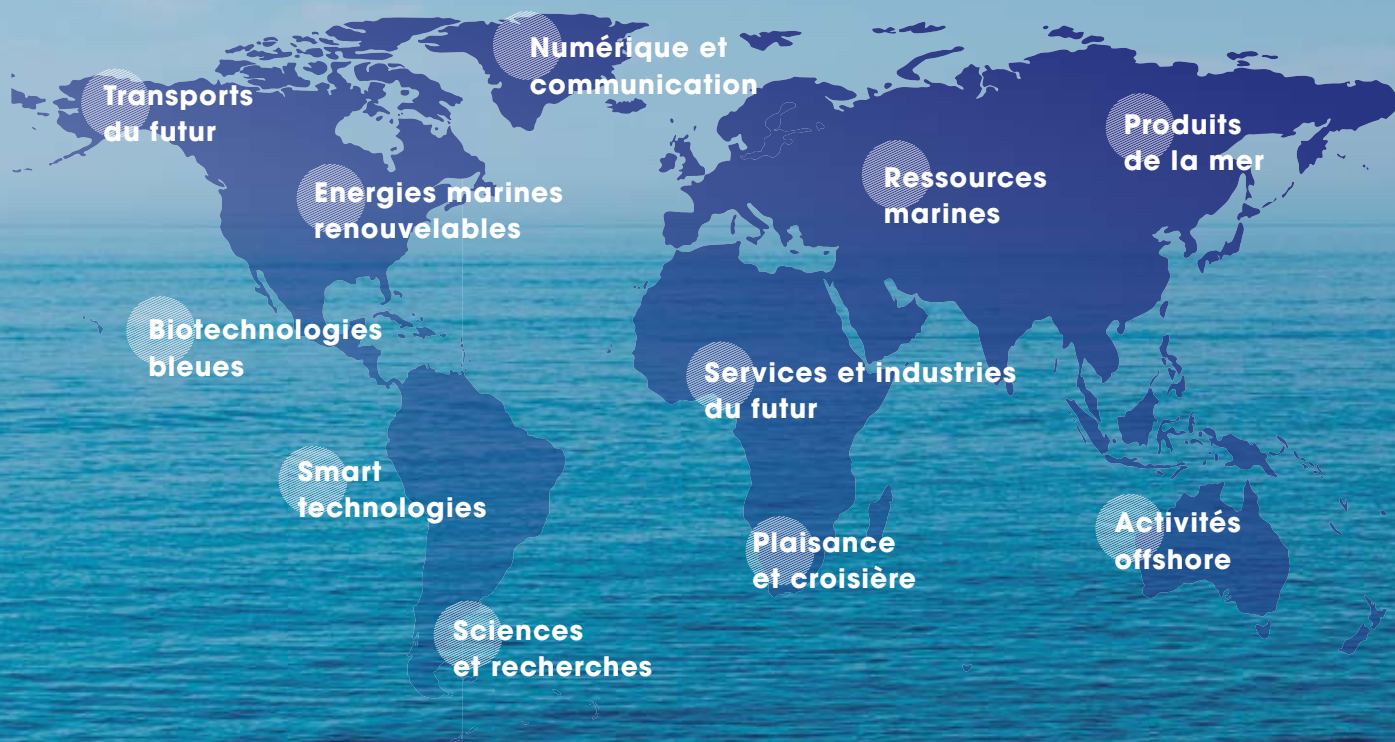 Numérique et
communication
Transports
du futur
Produits
de la mer
Ressources
marines
Energies marines
renouvelables
Biotechnologies
bleues
Services et industries
du futur
Smart
technologies
Activités
offshore
Plaisance
et croisière
Sciences
et recherches